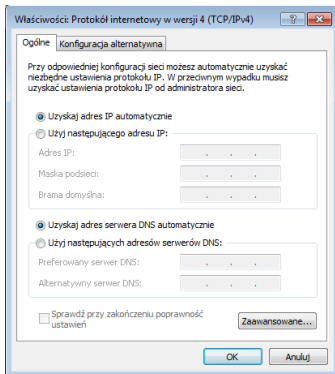 Właściwości: Protokół internetowy w wersji 4 (TCP/IPv4)
Ogólne
Konfiguracja alternatywna
Przy odpowiedniej konfiguracji sieci możesz automatycznie uzyskać
niezbędne ustawienia protokołu IP. W przeciwnym wypadku musisz
uzyskać ustawienia protokołu IP od administratora sieci.
Uzyskaj adres IP automatycznie
Użyj następującego adresu IP:
Adres IP:
Maska podsieci:
Brama domyślna:
Uzyskaj adres serwera DNS automatycznie
Użyj następujących adresów serwerów DNS:
Preferowany serwer DNS:
Alternatywny serwer DNS:
Sprawdź przy zakończeniu poprawność
ustawień
Zaawansowane...
OK
Anuluj